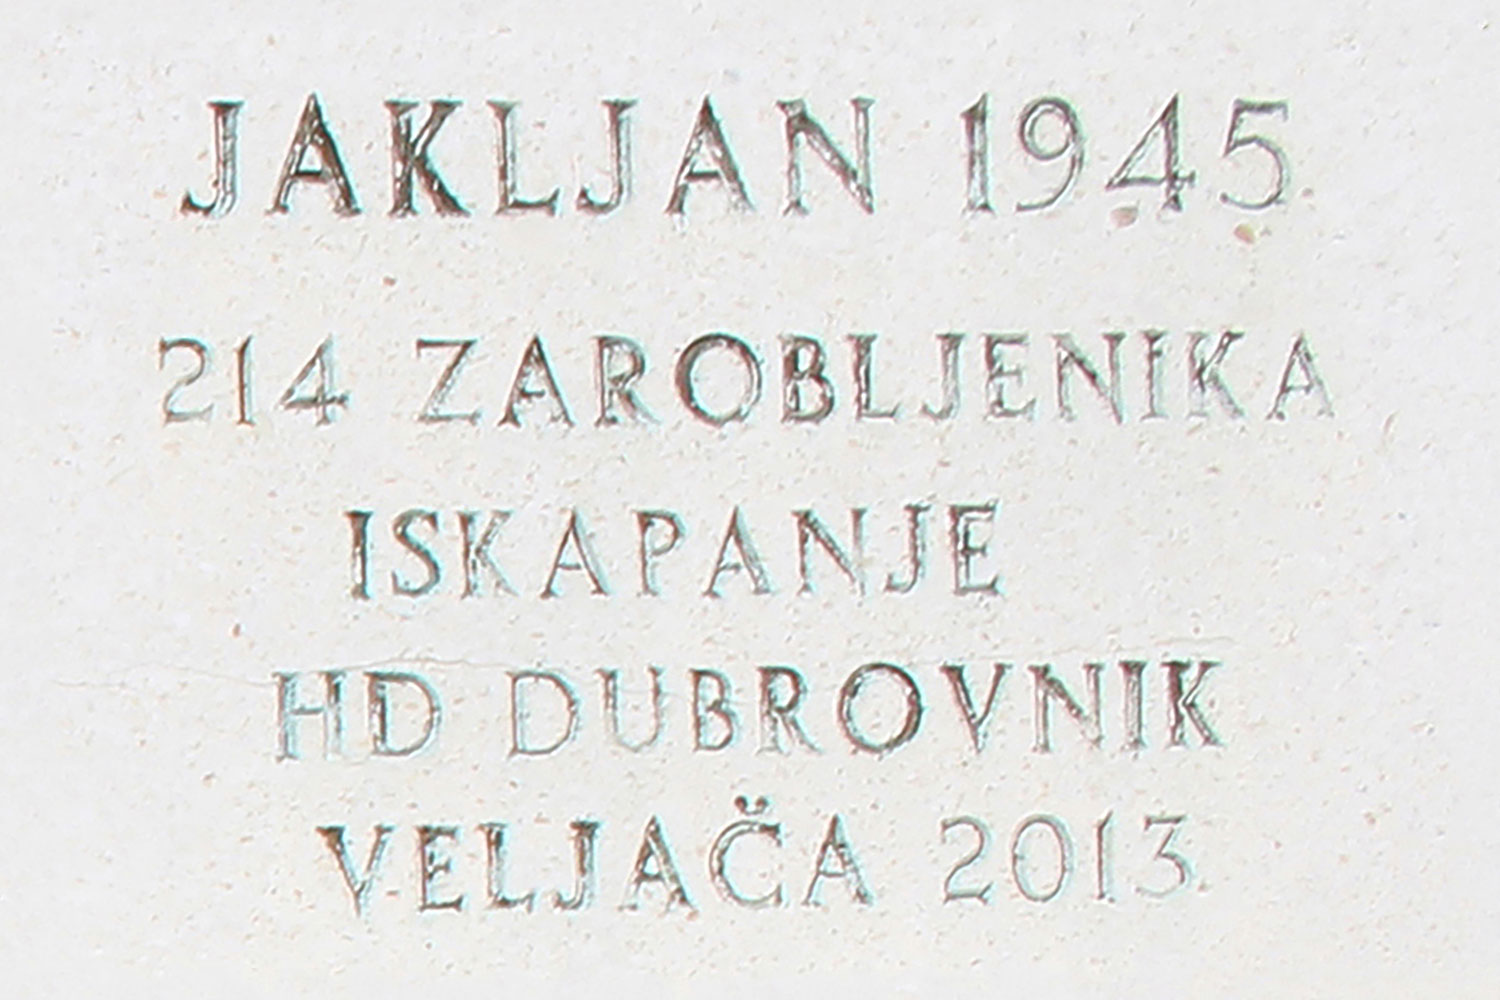 JAKLJAN 1945
214 ZAROBLJENIKA
ISKAPANJE
HD DUBROVNIK
VELJAČA 2013